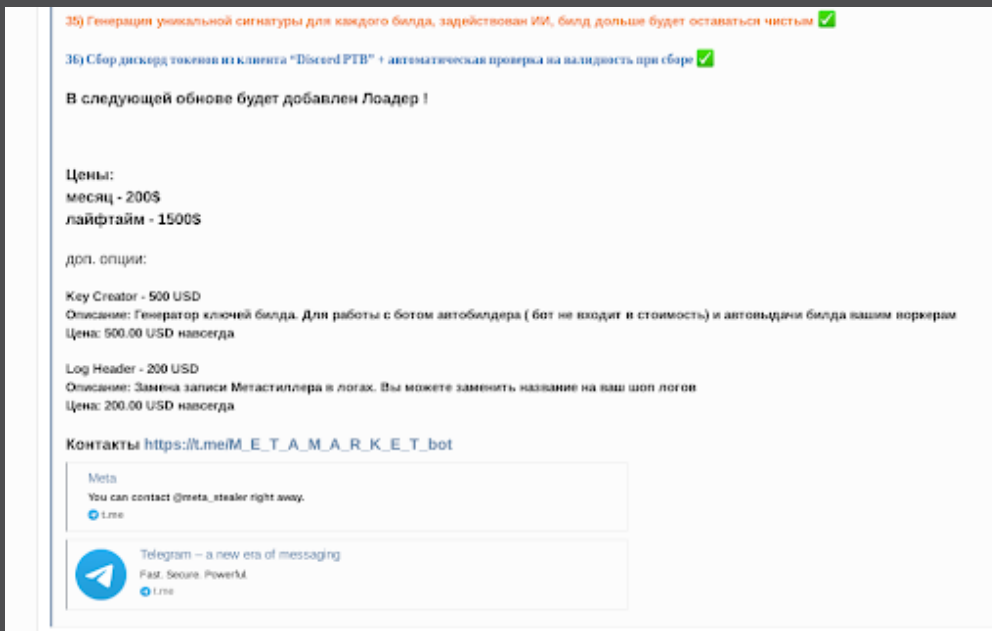 35) Генерация уникальной сигнатуры для каждого билда, задействован ИИ, билд дольше будет оставаться чистым ✅
36) Сбор дискорд токенов из клиента “Discord PTB” + автоматическая проверка на валидность при сборе ✅
В следующей обнове будет добавлен Лоадер !
Цены:
месяц - 200$
лайфтайм - 1500$
доп. опции:
Key Creator - 500 USD
Описание: Генератор ключей билда. Для работы с ботом автобилдера ( бот не входит в стоимость) и автовыдачи билда вашим воркерам
Цена: 500.00 USD навсегда
Log Header - 200 USD
Описание: Замена записи Метастиллера в логах. Вы можете заменить название на ваш шоп логов
Цена: 200.00 USD навсегда
Контакты https://t.me/M_E_T_A_M_A_R_K_E_T_bot
Meta
You can contact @meta_stealer right away.
t.me
Telegram – a new era of messaging
Fast. Secure. Powerful.
t.me